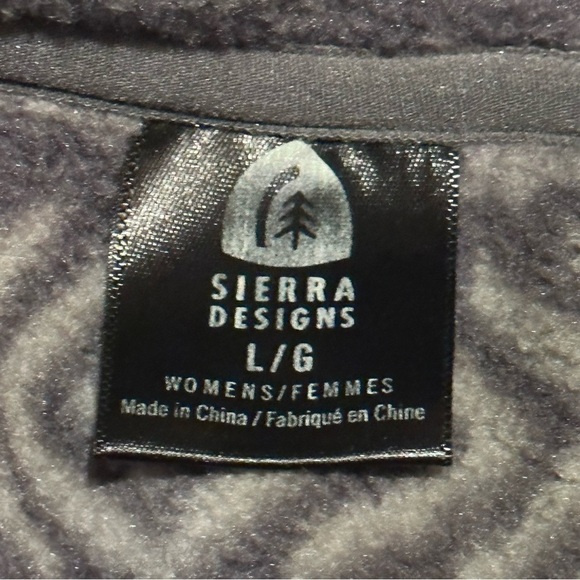 SIERRA
DESIGNS
L/G
WOMENS/FEMMES
Made in China / Fabriqué en Chine